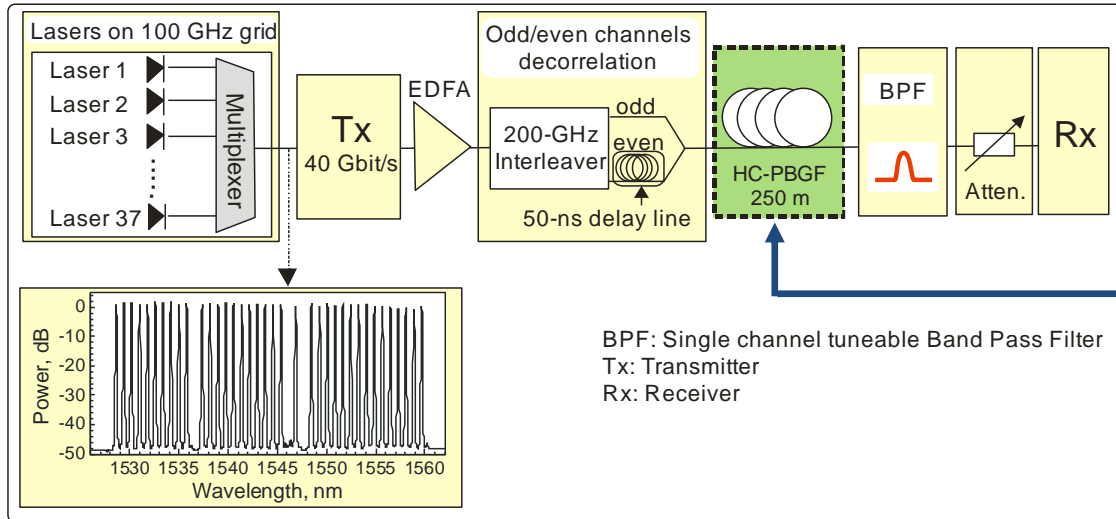 Lasers on 100 GHz grid
Laser 1
Laser 2
Laser 3
Laser 37
Multiplexer
Tx
40 Gbit/s
EDFA
Odd/even channels
decorrelation
200-GHz
Interleaver
odd
even
50-ns delay line
HC-PBGF
250 m
BPF
Atten.
Rx
Power, dB
0
-10
-20
-30
-40
-50
1530 1535 1540 1545 1550 1555 1560
Wavelength, nm
BPF: Single channel tuneable Band Pass Filter
Tx: Transmitter
Rx: Receiver